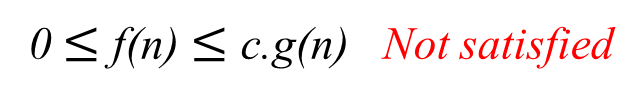 0 ≤ f(n) ≤ c.g(n) Not satisfied